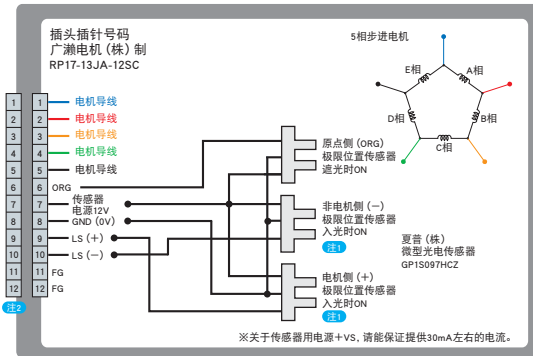 插头插针号码
广濑电机（株）制
RP17-13JA-12SC
5相步进电机
E相
A相
D相
B相
C相
1 1 电机导线
2 2 电机导线
3 3 电机导线
4 4 电机导线
5 5 电机导线
6 6 ORG
7 7 传感器
电源12V
8 8 GND（0V）
9 9 LS（+）
10 10 LS（−）
11 11 FG
12 12 FG
注2
原点侧（ORG）
极限位置传感器
遮光时ON
非电机侧（−）
极限位置传感器
入光时ON
注1
电机侧（+）
极限位置传感器
入光时ON
注1
夏普（株）
微型光电传感器
GP1S097HCZ
※关于传感器用电源+VS, 请能保证提供30mA左右的电流。